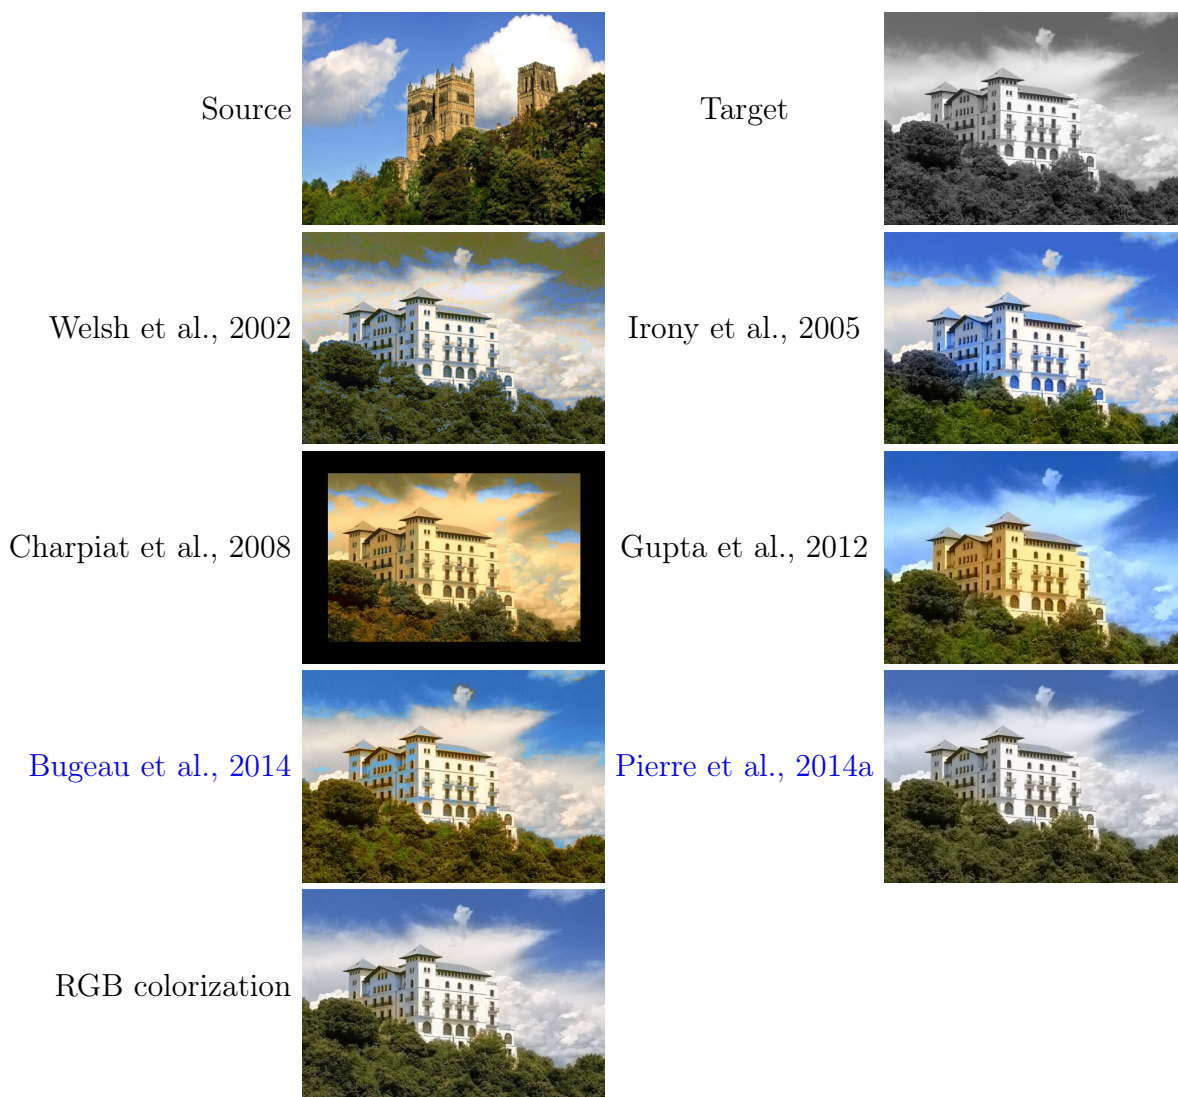 Source
Target
Welsh et al., 2002
Irony et al., 2005
Charpiat et al., 2008
Gupta et al., 2012
Bugeau et al., 2014
Pierre et al., 2014a
RGB colorization